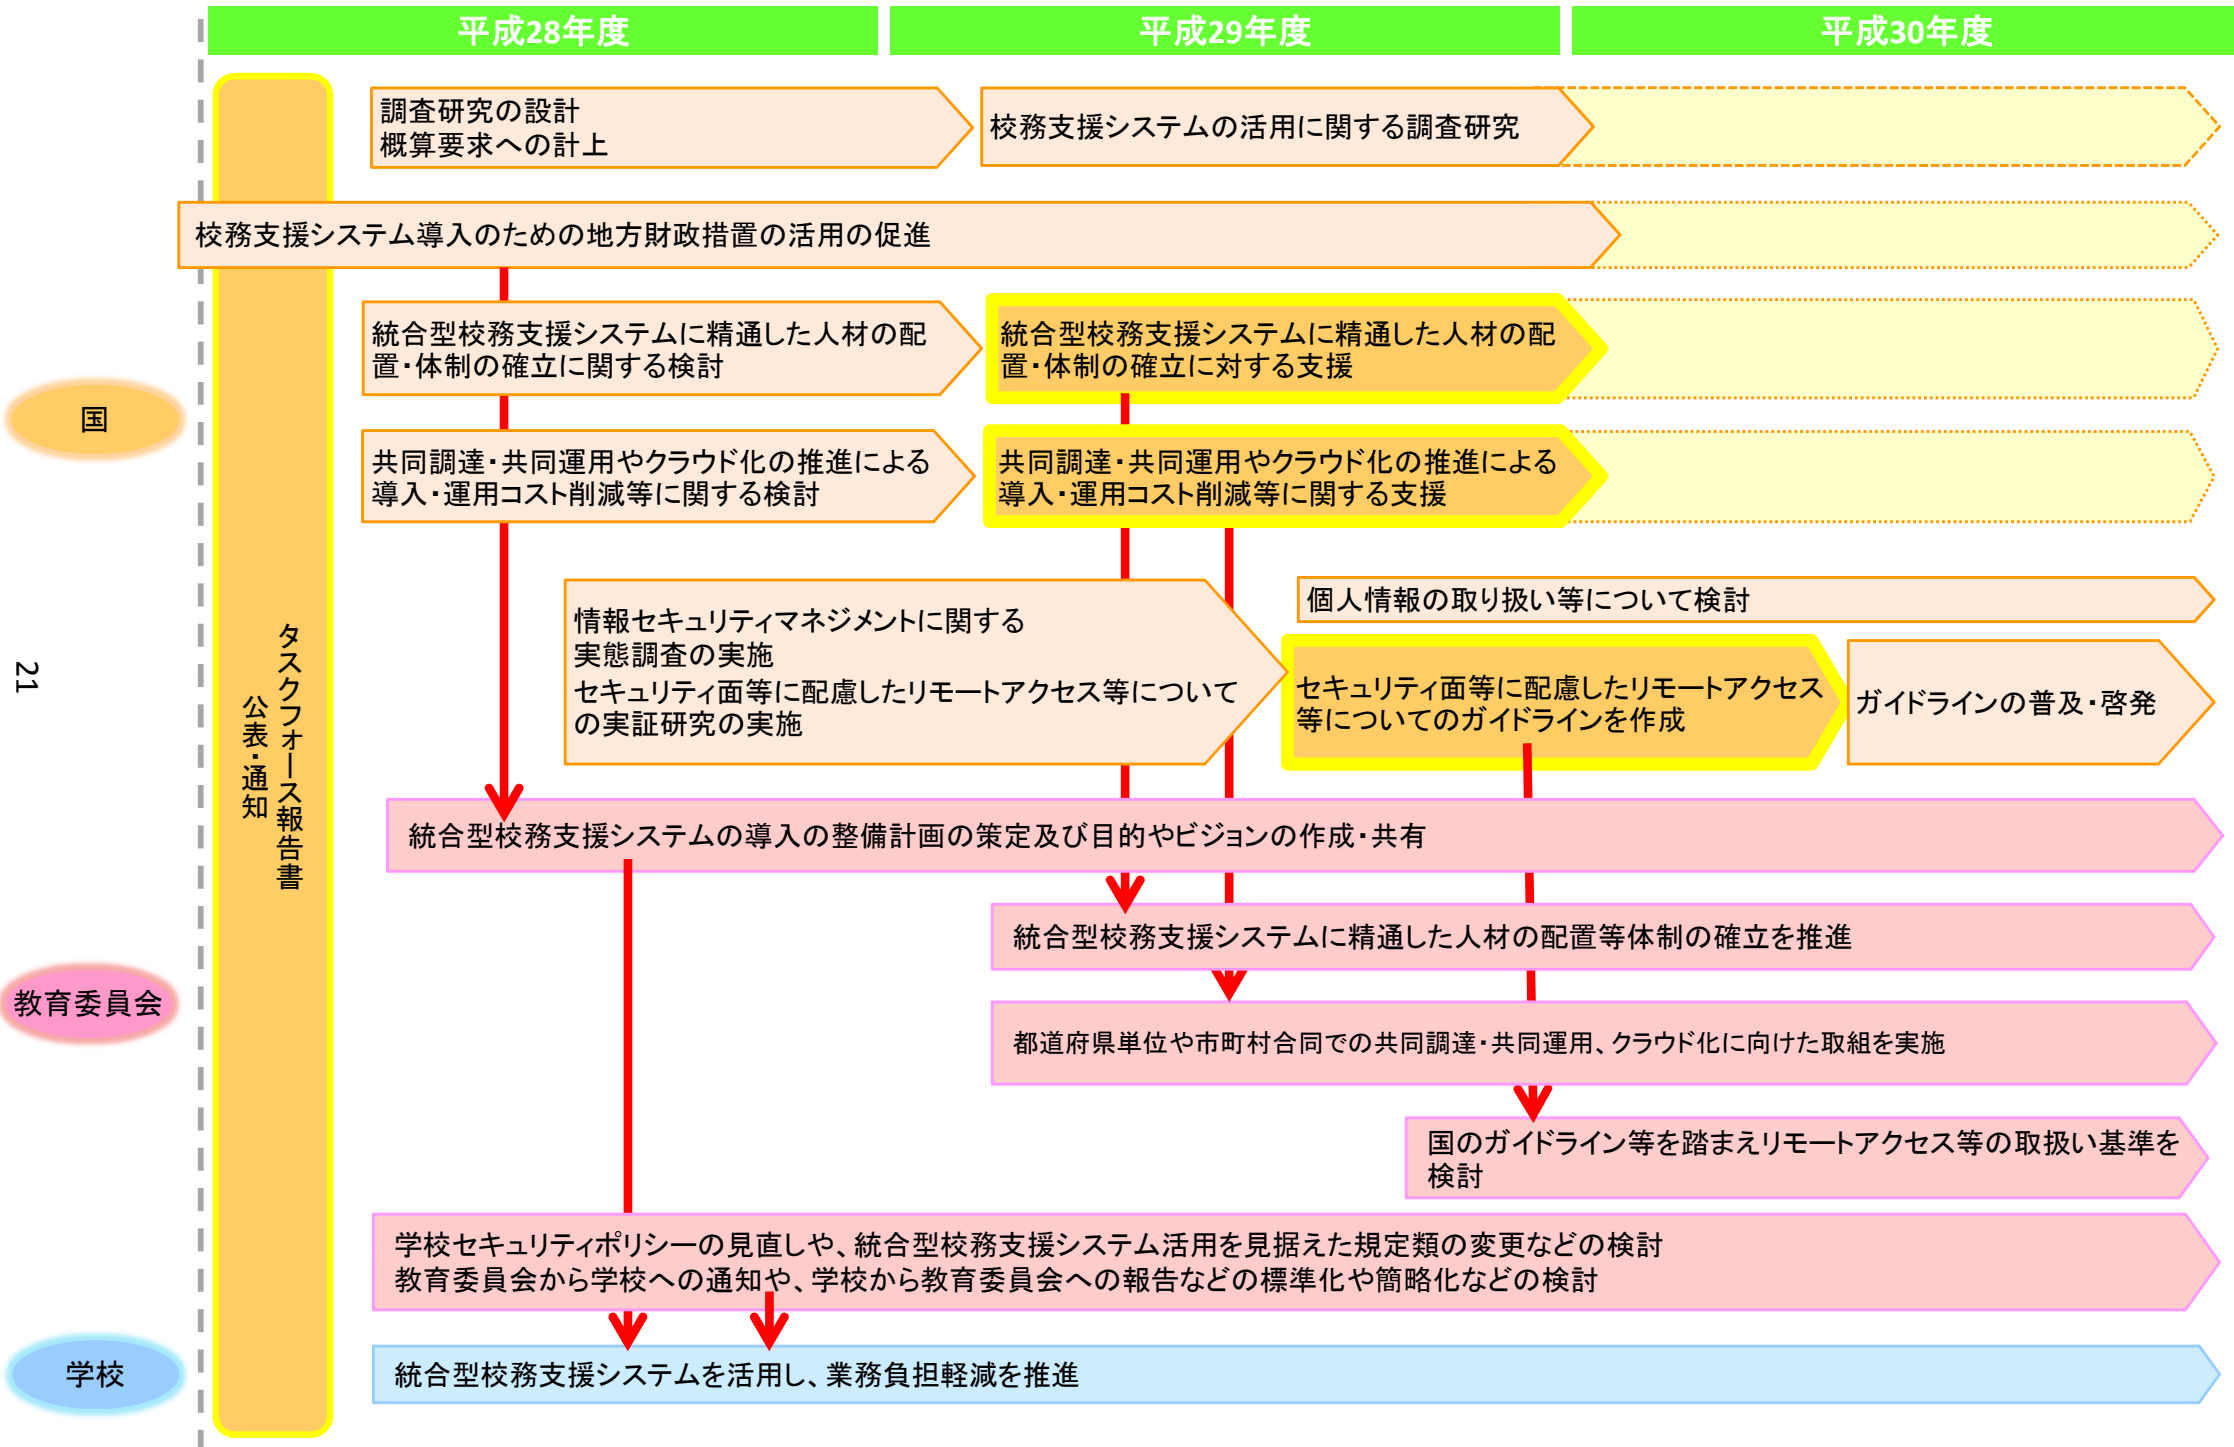 平成28年度
平成29年度
平成30年度
タスクフォース報告書
公表・通知
国
調査研究の設計
概算要求への計上
校務支援システムの活用に関する調査研究
校務支援システム導入のための地方財政措置の活用の促進
統合型校務支援システムに精通した人材の配
置・体制の確立に関する検討
統合型校務支援システムに精通した人材の配
置・体制の確立に対する支援
共同調達・共同運用やクラウド化の推進による
導入・運用コスト削減等に関する検討
共同調達・共同運用やクラウド化の推進による
導入・運用コスト削減等に関する支援
情報セキュリティマネジメントに関する
実態調査の実施
セキュリティ面等に配慮したリモートアクセス等について
の実証研究の実施
個人情報の取り扱い等について検討
セキュリティ面等に配慮したリモートアクセス
等についてのガイドラインを作成
ガイドラインの普及・啓発
教育委員会
統合型校務支援システムの導入の整備計画の策定及び目的やビジョンの作成・共有
統合型校務支援システムに精通した人材の配置等体制の確立を推進
都道府県単位や市町村合同での共同調達・共同運用、クラウド化に向けた取組を実施
国のガイドライン等を踏まえリモートアクセス等の取扱い基準を
検討
学校セキュリティポリシーの見直しや、統合型校務支援システム活用を見据えた規定類の変更などの検討
教育委員会から学校への通知や、学校から教育委員会への報告などの標準化や簡略化などの検討
学校
統合型校務支援システムを活用し、業務負担軽減を推進
21